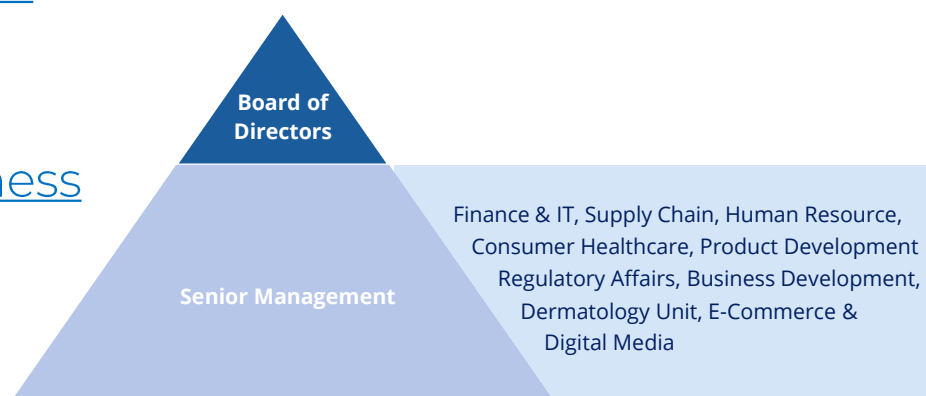 Board of
Directors
ness
Senior Management
Finance & IT, Supply Chain, Human Resource,
Consumer Healthcare, Product Development
Regulatory Affairs, Business Development,
Dermatology Unit, E-Commerce &
Digital Media